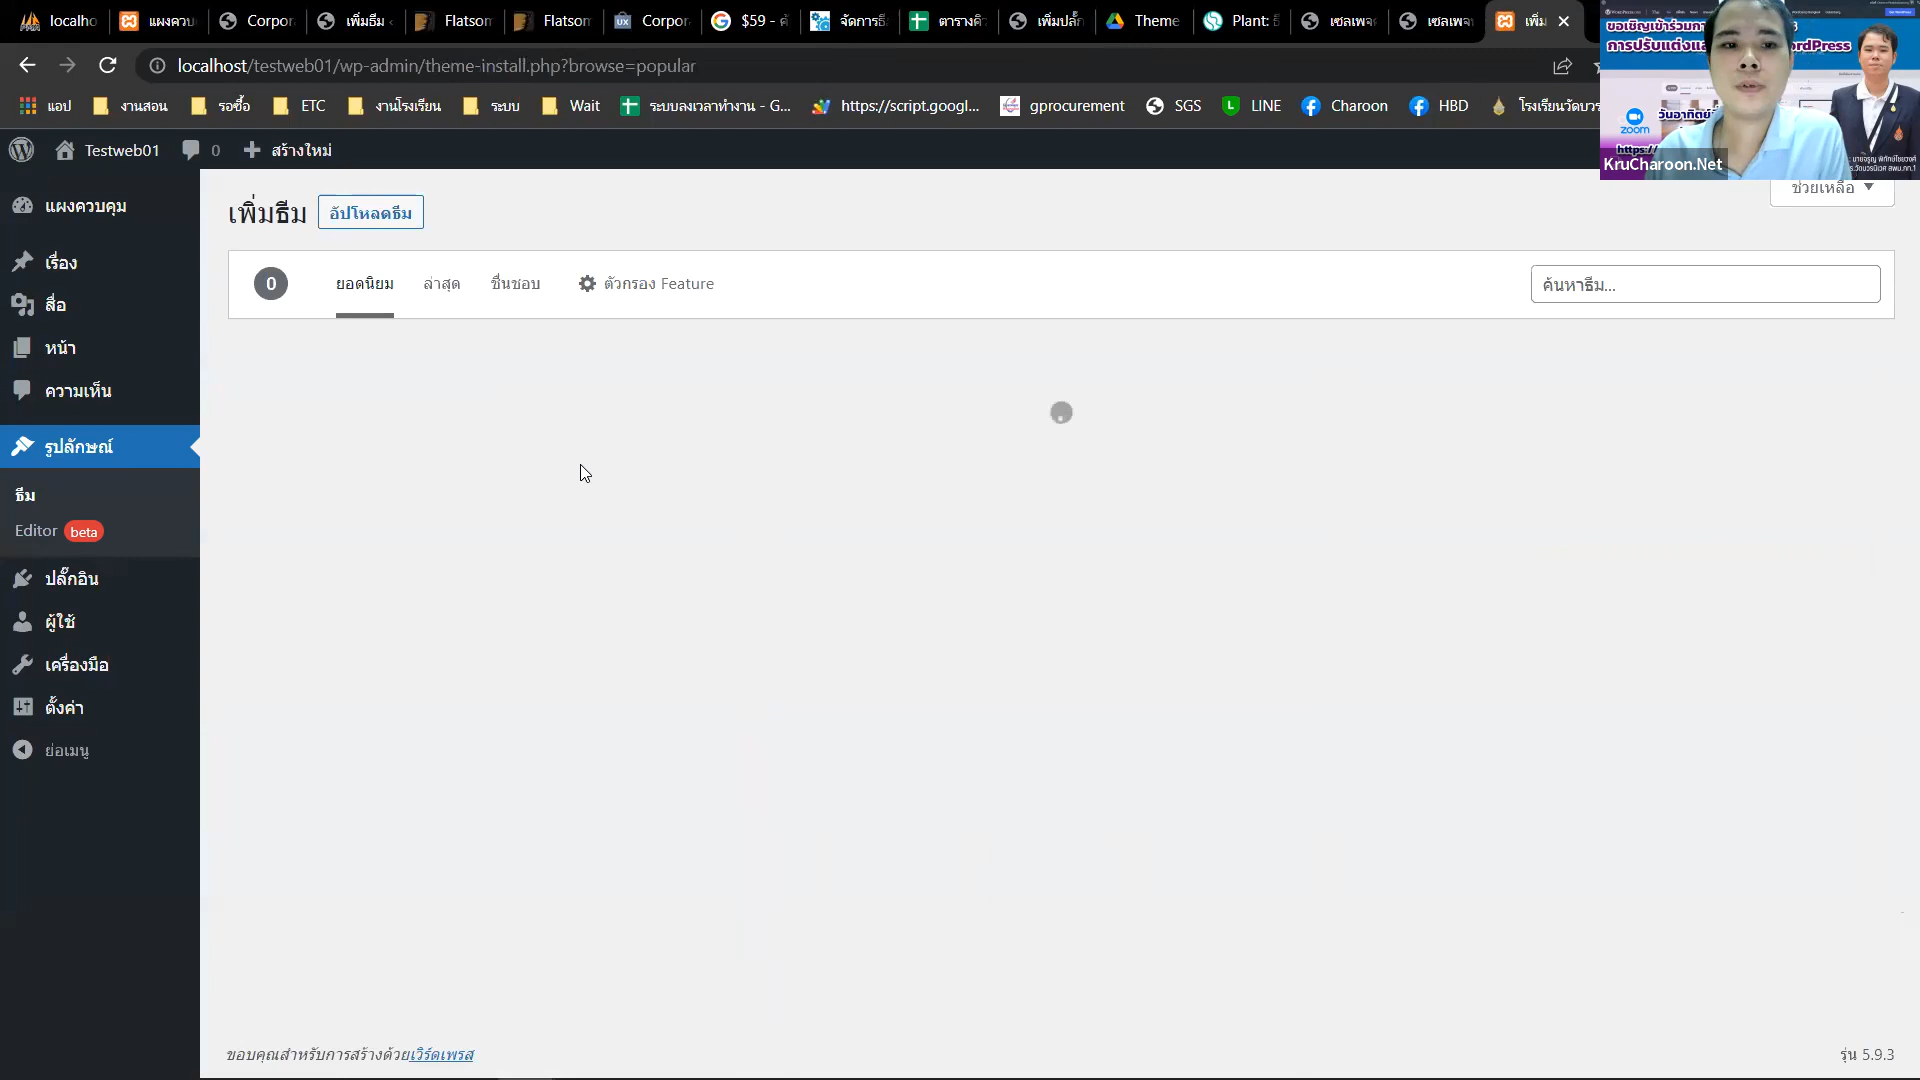 localho
แผงควบ
Corpor
เพิ่มธีม
Flatsom
Flatsom
Corpor
$59 - ค้
จัดการธี
ตารางคิว
เพิ่มปลั๊ก
Theme
Plant: ธี
เซลเพจ
เซลเพจ
เพิ่ม
localhost/testweb01/wp-admin/theme-install.php?browse=popular
แอป
งานสอน
รอซื้อ
ETC
งานโรงเรียน
ระบบ
Wait
ระบบลงเวลาทำงาน - G...
https://script.googl...
gprocurement
SGS
LINE
Charoon
HBD
โรงเรียนวัดบวร
ขอเชิญเข้าร่วมกา
การปรับแต่งแล
ordPress
zoom
วันอาทิตย์
https:/
KruCharoon.Net
Testweb01
0
สร้างใหม่
ช่วยเหลือ
แผงควบคุม
เรื่อง
สื่อ
หน้า
ความเห็น
รูปลักษณ์
ธีม
Editor beta
ปลั๊กอิน
ผู้ใช้
เครื่องมือ
ตั้งค่า
ย่อเมนู
เพิ่มธีม
อัปโหลดธีม
0
ยอดนิยม
ล่าสุด
ชื่นชอบ
ตัวกรอง Feature
ค้นหาธีม...
ขอบคุณสำหรับการสร้างด้วยเวิร์ดเพรส
รุ่น 5.9.3